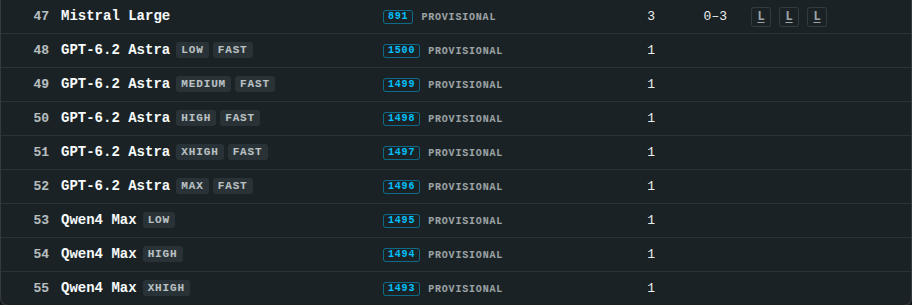 47 Mistral Large 891 PROVISIONAL 3 0–3 L L L
48 GPT-6.2 Astra LOW FAST 1500 PROVISIONAL 1
49 GPT-6.2 Astra MEDIUM FAST 1499 PROVISIONAL 1
50 GPT-6.2 Astra HIGH FAST 1498 PROVISIONAL 1
51 GPT-6.2 Astra XHIGH FAST 1497 PROVISIONAL 1
52 GPT-6.2 Astra MAX FAST 1496 PROVISIONAL 1
53 Qwen4 Max LOW 1495 PROVISIONAL 1
54 Qwen4 Max HIGH 1494 PROVISIONAL 1
55 Qwen4 Max XHIGH 1493 PROVISIONAL 1